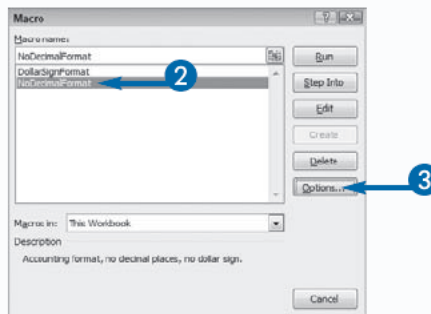 Macro
Macro name:
NoDecimalFormat
DollarSignFormat
NoDecimalFormat
2
Run
Step Into
Edit
Create
Delete
Options...
3
Macros in: This Workbook
Description
Accounting format, no decimal places, no dollar sign.
Cancel